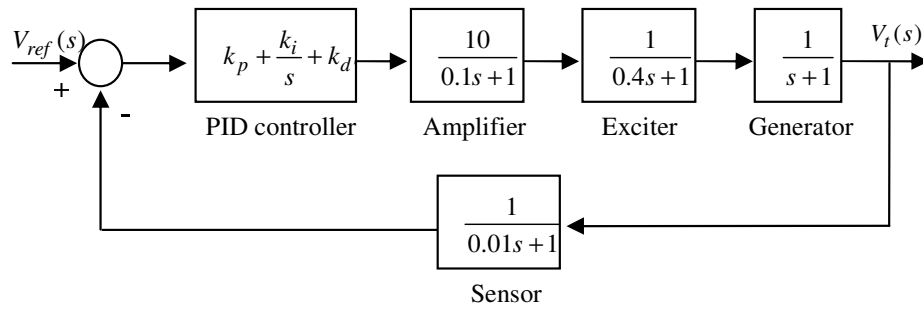 V_ref(s)
+
-
k_p + k_i/s + k_d
PID controller
10/(0.1s+1)
Amplifier
1/(0.4s+1)
Exciter
1/(s+1)
Generator
V_t(s)
1/(0.01s+1)
Sensor